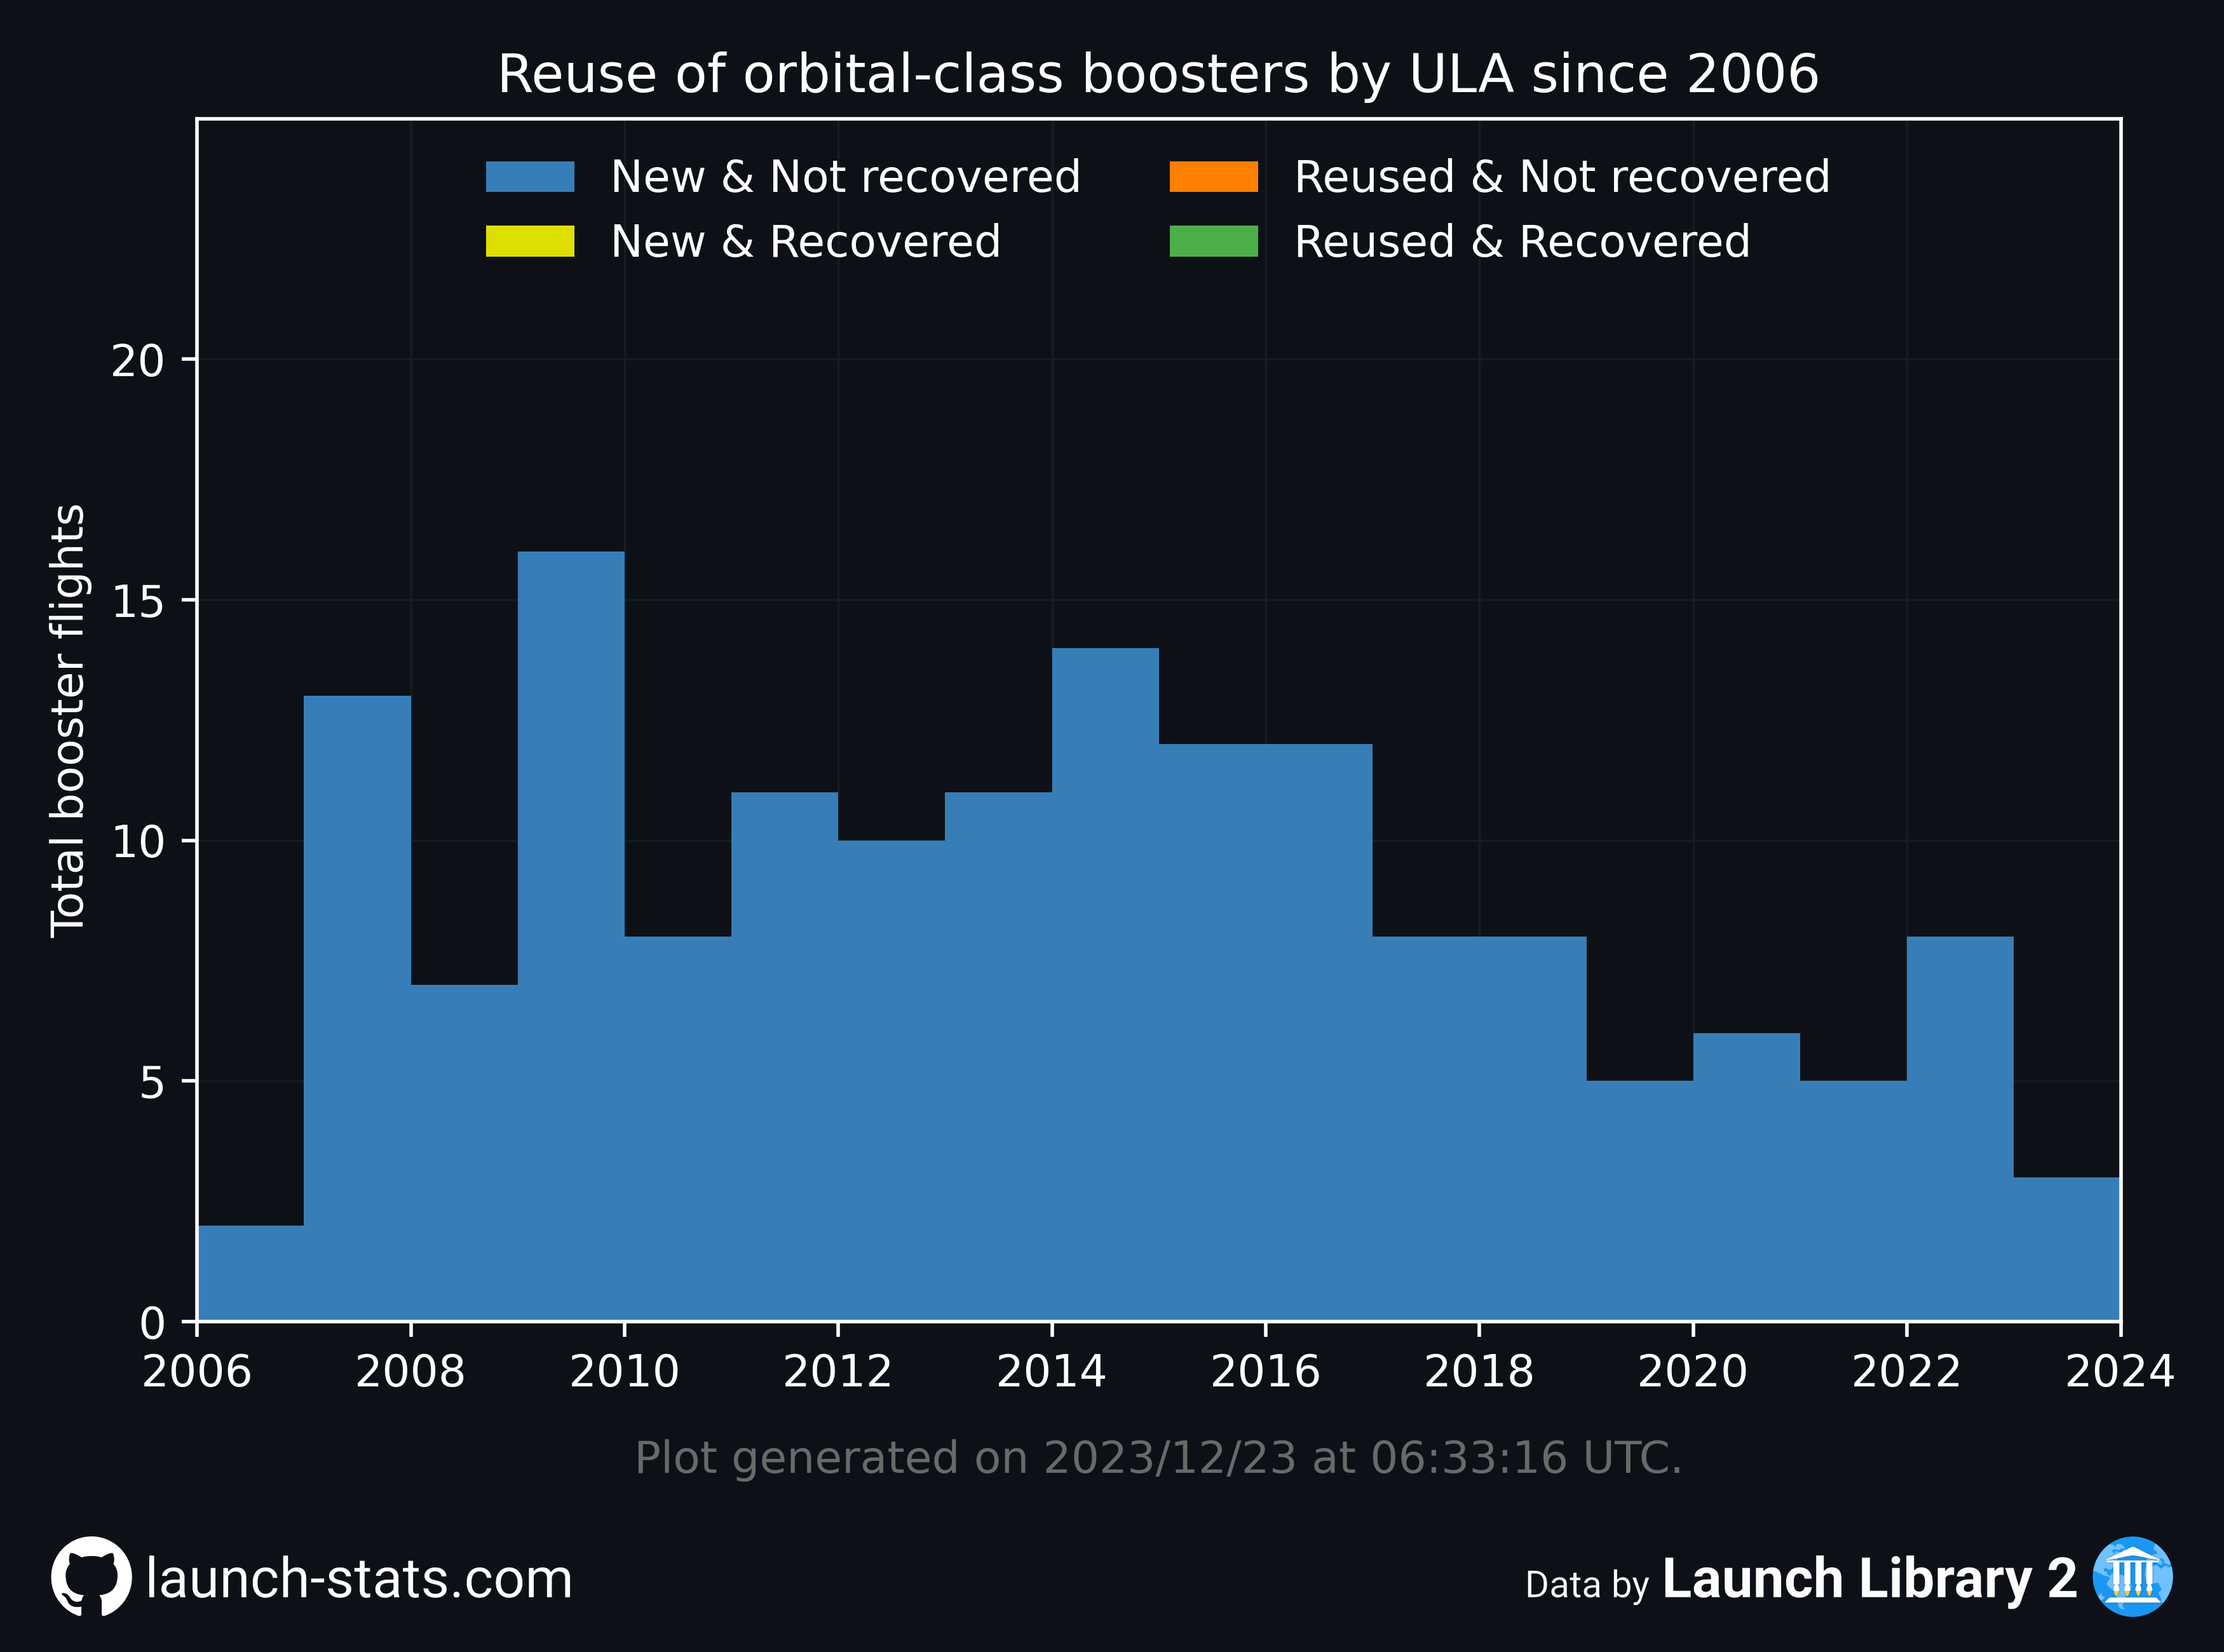 Reuse of orbital-class boosters by ULA since 2006
New & Not recovered
New & Recovered
Reused & Not recovered
Reused & Recovered
Total booster flights
20
15
10
5
0
2006 2008 2010 2012 2014 2016 2018 2020 2022 2024
Plot generated on 2023/12/23 at 06:33:16 UTC.
launch-stats.com
Data by Launch Library 2